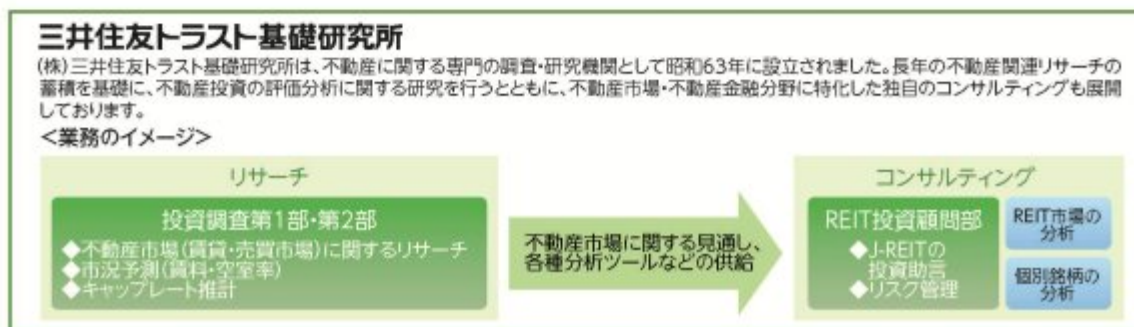 三井住友トラスト基礎研究所
(株)三井住友トラスト基礎研究所は、不動産に関する専門の調査・研究機関として昭和63年に設立されました。長年の不動産関連リサーチの
蓄積を基礎に、不動産投資の評価分析に関する研究を行うとともに、不動産市場・不動産金融分野に特化した独自のコンサルティングも展開
しております。
<業務のイメージ>
リサーチ
投資調査第1部・第2部
◆不動産市場(賃貸・売買市場)に関するリサーチ
◆市況予測(賃料・空室率)
◆キャップレート推計
不動産市場に関する見通し、
各種分析ツールなどの供給
コンサルティング
REIT投資顧問部
◆J-REITの
投資助言
◆リスク管理
REIT市場の
分析
個別銘柄の
分析